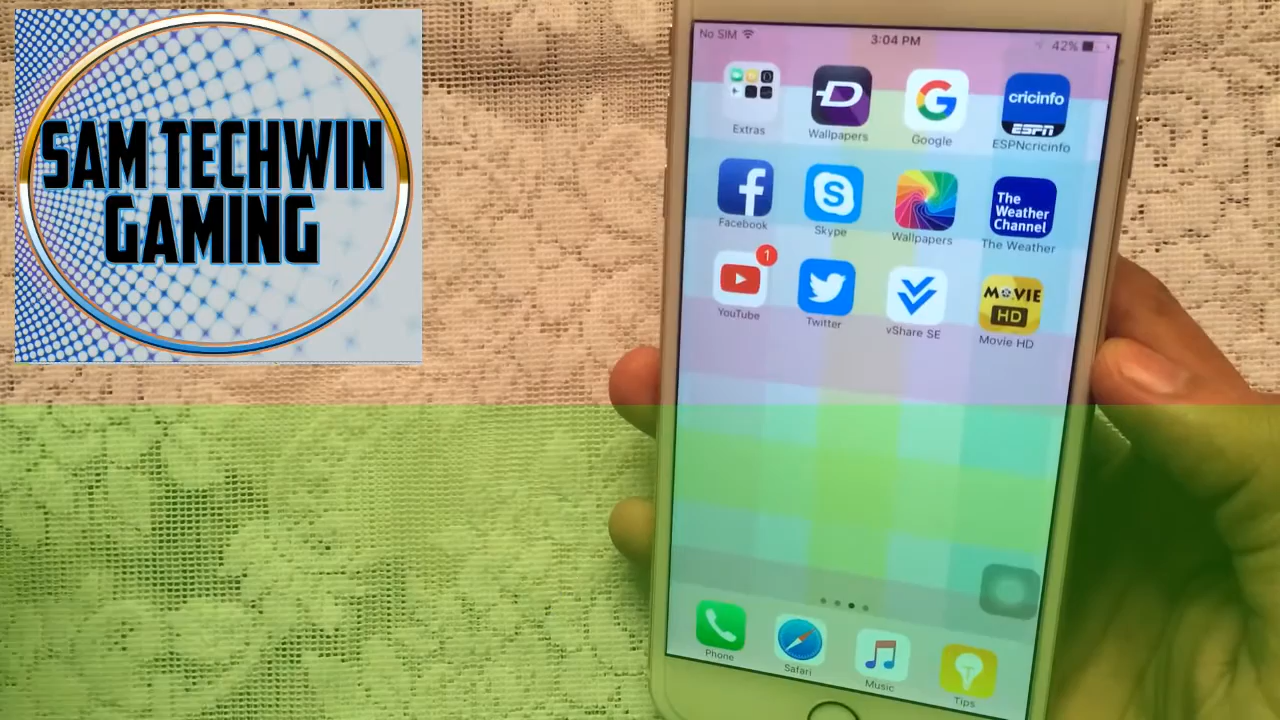 SAM TECHWIN
GAMING
No SIM
3:04 PM
42%
Extras
Wallpapers
Google
cricinfo
ESPN
ESPNcricinfo
Facebook
Skype
Wallpapers
The
Weather
Channel
The Weather
1
YouTube
Twitter
vShare SE
MOVIE
HD
Movie HD
Phone
Safari
Music
Tips